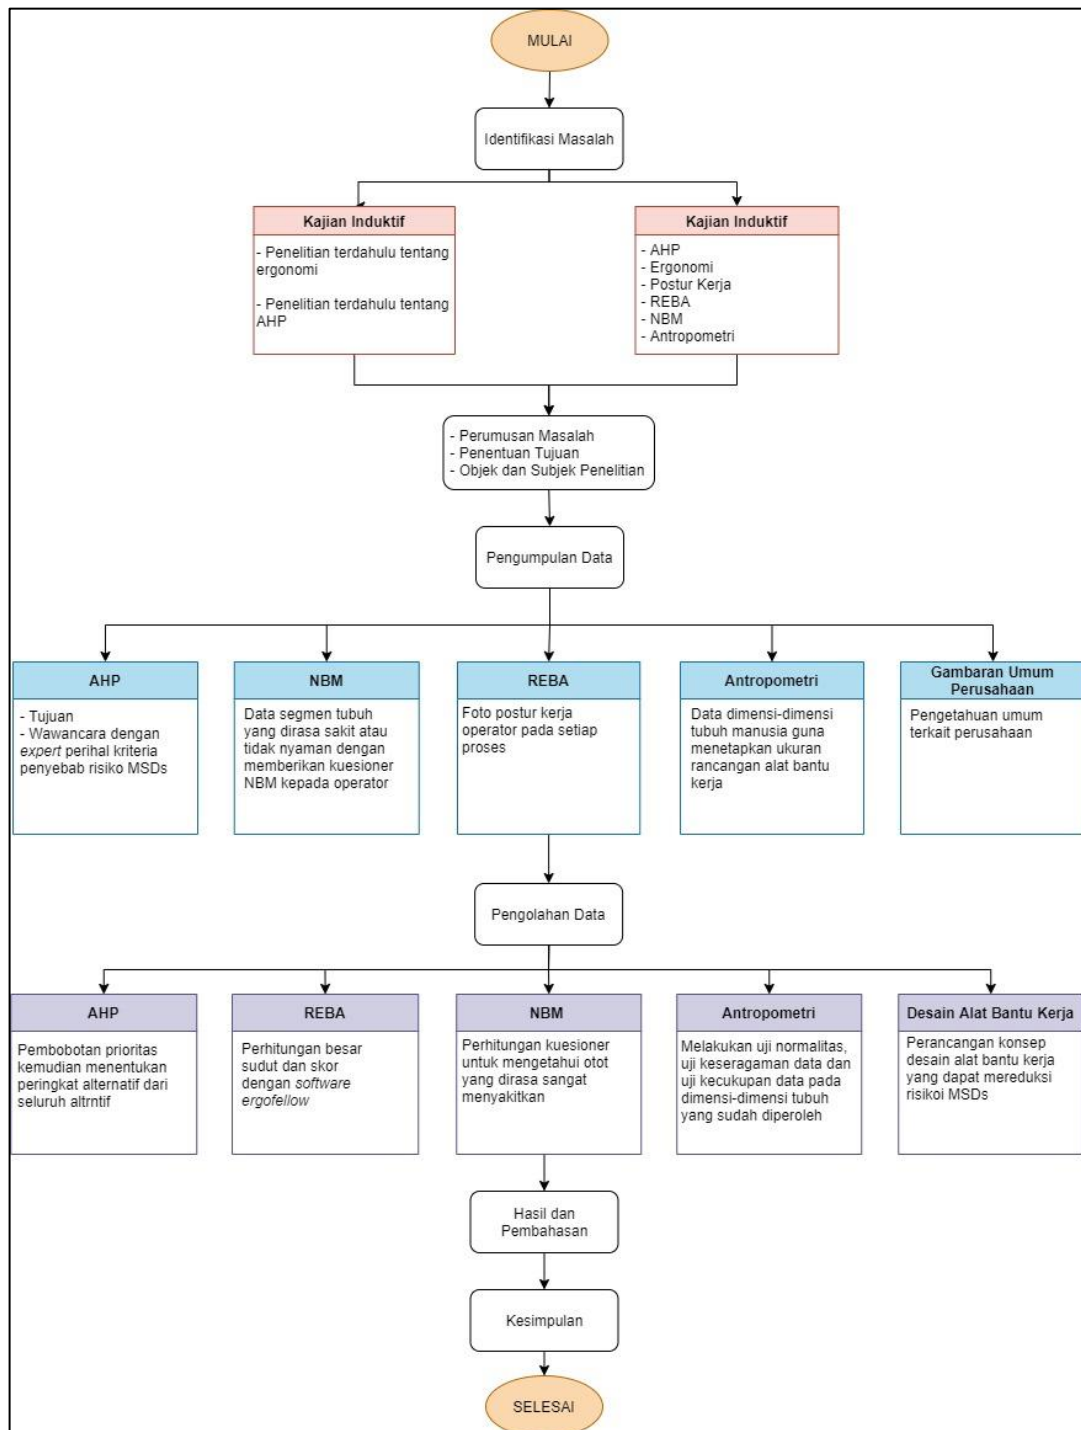 MULAI
Identifikasi Masalah
Kajian Induktif
- Penelitian terdahulu tentang
ergonomi
- Penelitian terdahulu tentang
AHP
Kajian Induktif
- AHP
- Ergonomi
- Postur Kerja
- REBA
- NBM
- Antropometri
- Perumusan Masalah
- Penentuan Tujuan
- Objek dan Subjek Penelitian
Pengumpulan Data
AHP
- Tujuan
- Wawancara dengan
expert perihal kriteria
penyebab risiko MSDs
NBM
Data segmen tubuh
yang dirasa sakit atau
tidak nyaman dengan
memberikan kuesioner
NBM kepada operator
REBA
Foto postur kerja
operator pada setiap
proses
Antropometri
Data dimensi-dimensi
tubuh manusia guna
menetapkan ukuran
rancangan alat bantu
kerja
Gambaran Umum
Perusahaan
Pengetahuan umum
terkait perusahaan
Pengolahan Data
AHP
Pembobotan prioritas
kemudian menentukan
peringkat alternatif dari
seluruh altrntif
REBA
Perhitungan besar
sudut dan skor
dengan software
ergofellow
NBM
Perhitungan kuesioner
untuk mengetahui otot
yang dirasa sangat
menyakitkan
Antropometri
Melakukan uji normalitas,
uji keseragaman data dan
uji kecukupan data pada
dimensi-dimensi tubuh
yang sudah diperoleh
Desain Alat Bantu Kerja
Perancangan konsep
desain alat bantu kerja
yang dapat mereduksi
risikoi MSDs
Hasil dan
Pembahasan
Kesimpulan
SELESAI